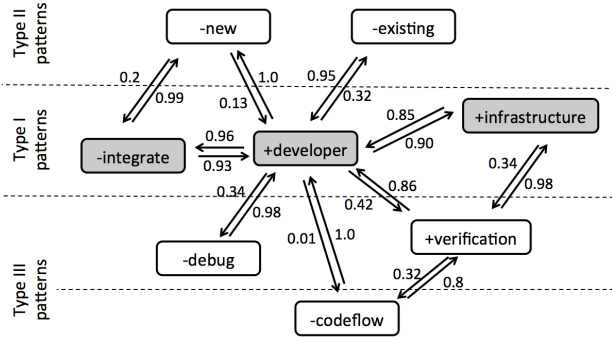 Type II
patterns
-new
-existing
0.2
0.99
0.13
1.0
0.95
0.32
Type I
patterns
-integrate
0.96
0.93
+developer
0.85
0.90
+infrastructure
0.34
0.98
0.86
0.42
0.34
0.98
0.01
1.0
Type III
patterns
-debug
+verification
0.32
0.8
-codeflow